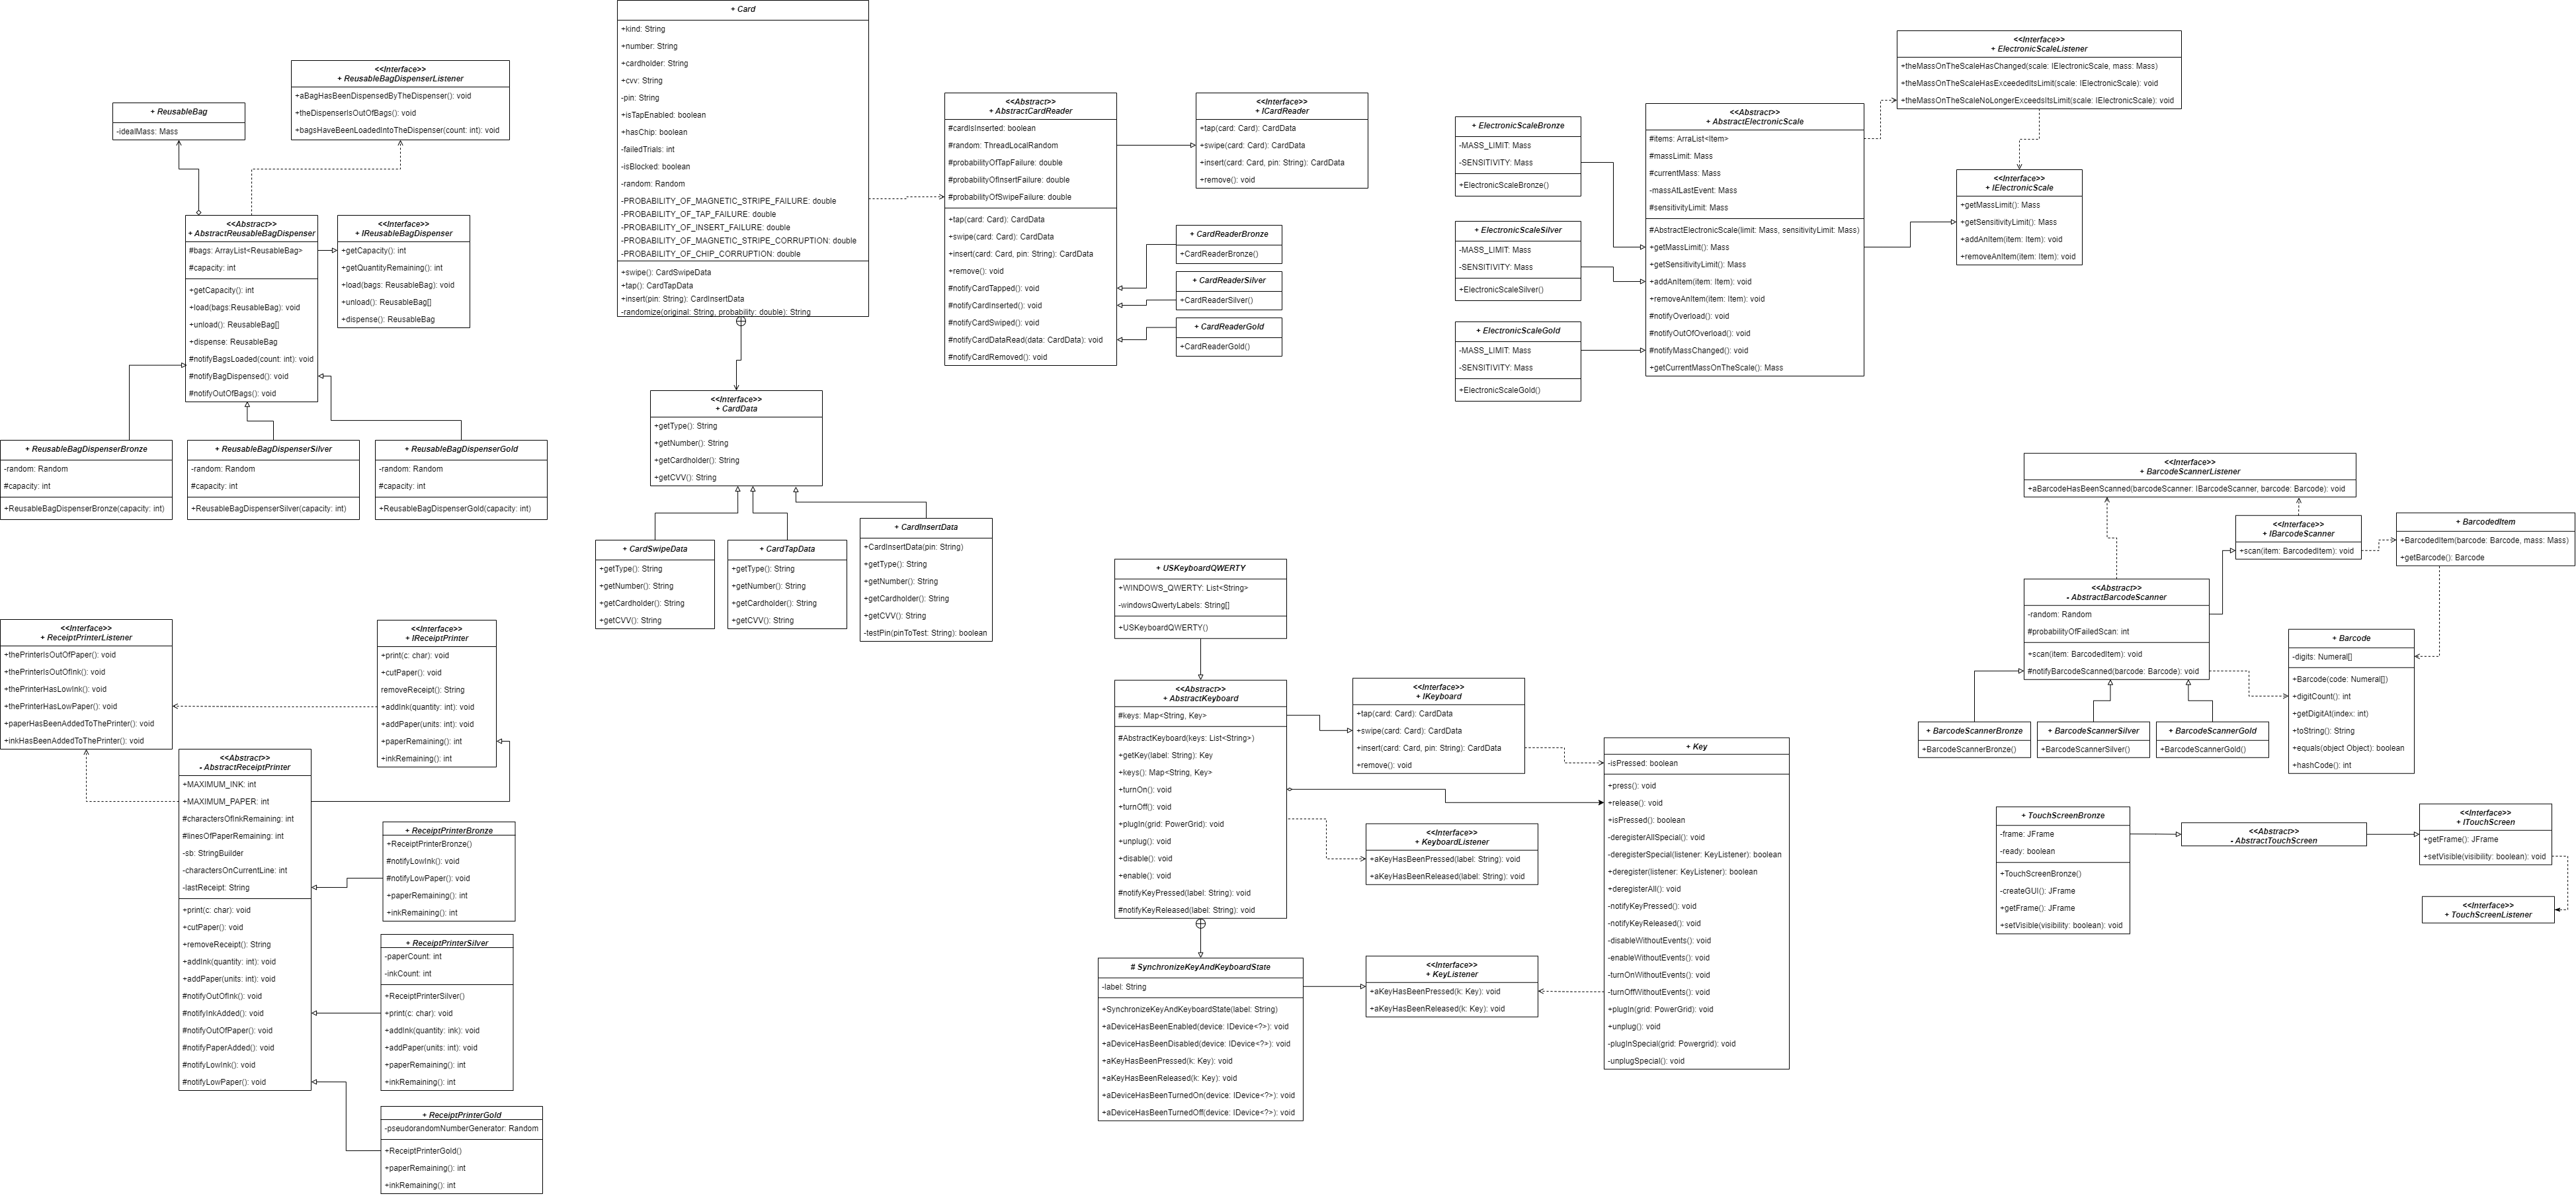 + Card
+kind: String
+number: String
+cardholder: String
+cvv: String
-pin: String
+isTapEnabled: boolean
+hasChip: boolean
-failedTrials: int
-isBlocked: boolean
-random: Random
-PROBABILITY_OF_MAGNETIC_STRIPE_FAILURE: double
-PROBABILITY_OF_TAP_FAILURE: double
-PROBABILITY_OF_INSERT_FAILURE: double
-PROBABILITY_OF_MAGNETIC_STRIPE_CORRUPTION: double
-PROBABILITY_OF_CHIP_CORRUPTION: double
+swipe(): CardSwipeData
+tap(): CardTapData
+insert(pin: String): CardInsertData
-randomize(original: String, probability: double): String
<<Interface>>
+ ReusableBagDispenserListener
+aBagHasBeenDispensedByTheDispenser(): void
+theDispenserIsOutOfBags(): void
+bagsHaveBeenLoadedIntoTheDispenser(count: int): void
+ ReusableBag
-idealMass: Mass
<<Abstract>>
+ AbstractReusableBagDispenser
#bags: ArrayList<ReusableBag>
#capacity: int
+getCapacity(): int
+load(bags:ReusableBag): void
+unload(): ReusableBag[]
+dispense: ReusableBag
#notifyBagsLoaded(count: int): void
#notifyBagDispensed(): void
#notifyOutOfBags(): void
<<Interface>>
+ IReusableBagDispenser
+getCapacity(): int
+getQuantityRemaining(): int
+load(bags: ReusableBag): void
+unload(): ReusableBag[]
+dispense(): ReusableBag
+ ReusableBagDispenserBronze
-random: Random
#capacity: int
+ReusableBagDispenserBronze(capacity: int)
+ ReusableBagDispenserSilver
-random: Random
#capacity: int
+ReusableBagDispenserSilver(capacity: int)
+ ReusableBagDispenserGold
-random: Random
#capacity: int
+ReusableBagDispenserGold(capacity: int)
<<Abstract>>
+ AbstractCardReader
#cardIsInserted: boolean
#random: ThreadLocalRandom
#probabilityOfTapFailure: double
#probabilityOfInsertFailure: double
#probabilityOfSwipeFailure: double
+tap(card: Card): CardData
+swipe(card: Card): CardData
+insert(card: Card, pin: String): CardData
+remove(): void
#notifyCardTapped(): void
#notifyCardInserted(): void
#notifyCardSwiped(): void
#notifyCardDataRead(data: CardData): void
#notifyCardRemoved(): void
<<Interface>>
+ ICardReader
+tap(card: Card): CardData
+swipe(card: Card): CardData
+insert(card: Card, pin: String): CardData
+remove(): void
+ CardReaderBronze
+CardReaderBronze()
+ CardReaderSilver
+CardReaderSilver()
+ CardReaderGold
+CardReaderGold()
<<Interface>>
+ CardData
+getType(): String
+getNumber(): String
+getCardholder(): String
+getCVV(): String
+ CardSwipeData
+getType(): String
+getNumber(): String
+getCardholder(): String
+getCVV(): String
+ CardTapData
+getType(): String
+getNumber(): String
+getCardholder(): String
+getCVV(): String
+ CardInsertData
+CardInsertData(pin: String)
+getType(): String
+getNumber(): String
+getCardholder(): String
+getCVV(): String
-testPin(pinToTest: String): boolean
+ ElectronicScaleBronze
-MASS_LIMIT: Mass
-SENSITIVITY: Mass
+ElectronicScaleBronze()
+ ElectronicScaleSilver
-MASS_LIMIT: Mass
-SENSITIVITY: Mass
+ElectronicScaleSilver()
+ ElectronicScaleGold
-MASS_LIMIT: Mass
-SENSITIVITY: Mass
+ElectronicScaleGold()
<<Abstract>>
+ AbstractElectronicScale
#items: ArraList<Item>
#massLimit: Mass
#currentMass: Mass
-massAtLastEvent: Mass
#sensitivityLimit: Mass
#AbstractElectronicScale(limit: Mass, sensitivityLimit: Mass)
+getMassLimit(): Mass
+getSensitivityLimit(): Mass
+addAnItem(item: Item): void
+removeAnItem(item: Item): void
#notifyOverload(): void
#notifyOutOfOverload(): void
#notifyMassChanged(): void
+getCurrentMassOnTheScale(): Mass
<<Interface>>
+ ElectronicScaleListener
+theMassOnTheScaleHasChanged(scale: IElectronicScale, mass: Mass)
+theMassOnTheScaleHasExceededItsLimit(scale: IElectronicScale): void
+theMassOnTheScaleNoLongerExceedsItsLimit(scale: IElectronicScale): void
<<Interface>>
+ IElectronicScale
+getMassLimit(): Mass
+getSensitivityLimit(): Mass
+addAnItem(item: Item): void
+removeAnItem(item: Item): void
<<Interface>>
+ BarcodeScannerListener
+aBarcodeHasBeenScanned(barcodeScanner: IBarcodeScanner, barcode: Barcode): void
<<Interface>>
+ IBarcodeScanner
+scan(item: BarcodedItem): void
+ BarcodedItem
+BarcodedItem(barcode: Barcode, mass: Mass)
+getBarcode(): Barcode
<<Abstract>>
- AbstractBarcodeScanner
-random: Random
#probabilityOfFailedScan: int
+scan(item: BarcodedItem): void
#notifyBarcodeScanned(barcode: Barcode): void
+ Barcode
-digits: Numeral[]
+Barcode(code: Numeral[])
+digitCount(): int
+getDigitAt(index: int)
+toString(): String
+equals(object Object): boolean
+hashCode(): int
+ BarcodeScannerBronze
+BarcodeScannerBronze()
+ BarcodeScannerSilver
+BarcodeScannerSilver()
+ BarcodeScannerGold
+BarcodeScannerGold()
<<Interface>>
+ ReceiptPrinterListener
+thePrinterIsOutOfPaper(): void
+thePrinterIsOutOfInk(): void
+thePrinterHasLowInk(): void
+thePrinterHasLowPaper(): void
+paperHasBeenAddedToThePrinter(): void
+inkHasBeenAddedToThePrinter(): void
<<Interface>>
+ IReceiptPrinter
+print(c: char): void
+cutPaper(): void
removeReceipt(): String
+addInk(quantity: int): void
+addPaper(units: int): void
+paperRemaining(): int
+inkRemaining(): int
<<Abstract>>
- AbstractReceiptPrinter
+MAXIMUM_INK: int
+MAXIMUM_PAPER: int
#charactersOfInkRemaining: int
#linesOfPaperRemaining: int
-sb: StringBuilder
-charactersOnCurrentLine: int
-lastReceipt: String
+print(c: char): void
+cutPaper(): void
+removeReceipt(): String
+addInk(quantity: int): void
+addPaper(units: int): void
#notifyOutOfInk(): void
#notifyInkAdded(): void
#notifyOutOfPaper(): void
#notifyPaperAdded(): void
#notifyLowInk(): void
#notifyLowPaper(): void
+ ReceiptPrinterBronze
+ReceiptPrinterBronze()
#notifyLowInk(): void
#notifyLowPaper(): void
+paperRemaining(): int
+inkRemaining(): int
+ ReceiptPrinterSilver
-paperCount: int
-inkCount: int
+ReceiptPrinterSilver()
+print(c: char): void
+addInk(quantity: ink): void
+addPaper(units: int): void
+paperRemaining(): int
+inkRemaining(): int
+ ReceiptPrinterGold
-pseudorandomNumberGenerator: Random
+ReceiptPrinterGold()
+paperRemaining(): int
+inkRemaining(): int
+ USKeyboardQWERTY
+WINDOWS_QWERTY: List<String>
-windowsQwertyLabels: String[]
+USKeyboardQWERTY()
<<Abstract>>
+ AbstractKeyboard
#keys: Map<String, Key>
#AbstractKeyboard(keys: List<String>)
+getKey(label: String): Key
+keys(): Map<String, Key>
+turnOn(): void
+turnOff(): void
+plugIn(grid: PowerGrid): void
+unplug(): void
+disable(): void
+enable(): void
#notifyKeyPressed(label: String): void
#notifyKeyReleased(label: String): void
<<Interface>>
+ IKeyboard
+tap(card: Card): CardData
+swipe(card: Card): CardData
+insert(card: Card, pin: String): CardData
+remove(): void
<<Interface>>
+ KeyboardListener
+aKeyHasBeenPressed(label: String): void
+aKeyHasBeenReleased(label: String): void
# SynchronizeKeyAndKeyboardState
-label: String
+SynchronizeKeyAndKeyboardState(label: String)
+aDeviceHasBeenEnabled(device: IDevice<?>): void
+aDeviceHasBeenDisabled(device: IDevice<?>): void
+aKeyHasBeenPressed(k: Key): void
+aKeyHasBeenReleased(k: Key): void
+aDeviceHasBeenTurnedOn(device: IDevice<?>): void
+aDeviceHasBeenTurnedOff(device: IDevice<?>): void
<<Interface>>
+ KeyListener
+aKeyHasBeenPressed(k: Key): void
+aKeyHasBeenReleased(k: Key): void
+ Key
-isPressed: boolean
+press(): void
+release(): void
+isPressed(): boolean
-deregisterAllSpecial(): void
-deregisterSpecial(listener: KeyListener): boolean
+deregister(listener: KeyListener): boolean
+deregisterAll(): void
-notifyKeyPressed(): void
-notifyKeyReleased(): void
-disableWithoutEvents(): void
-enableWithoutEvents(): void
-turnOnWithoutEvents(): void
-turnOffWithoutEvents(): void
+plugIn(grid: PowerGrid): void
+unplug(): void
-plugInSpecial(grid: Powergrid): void
-unplugSpecial(): void
+ TouchScreenBronze
-frame: JFrame
-ready: boolean
+TouchScreenBronze()
-createGUI(): JFrame
+getFrame(): JFrame
+setVisible(visibility: boolean): void
<<Abstract>>
- AbstractTouchScreen
<<Interface>>
+ ITouchScreen
+getFrame(): JFrame
+setVisible(visibility: boolean): void
<<Interface>>
+ TouchScreenListener